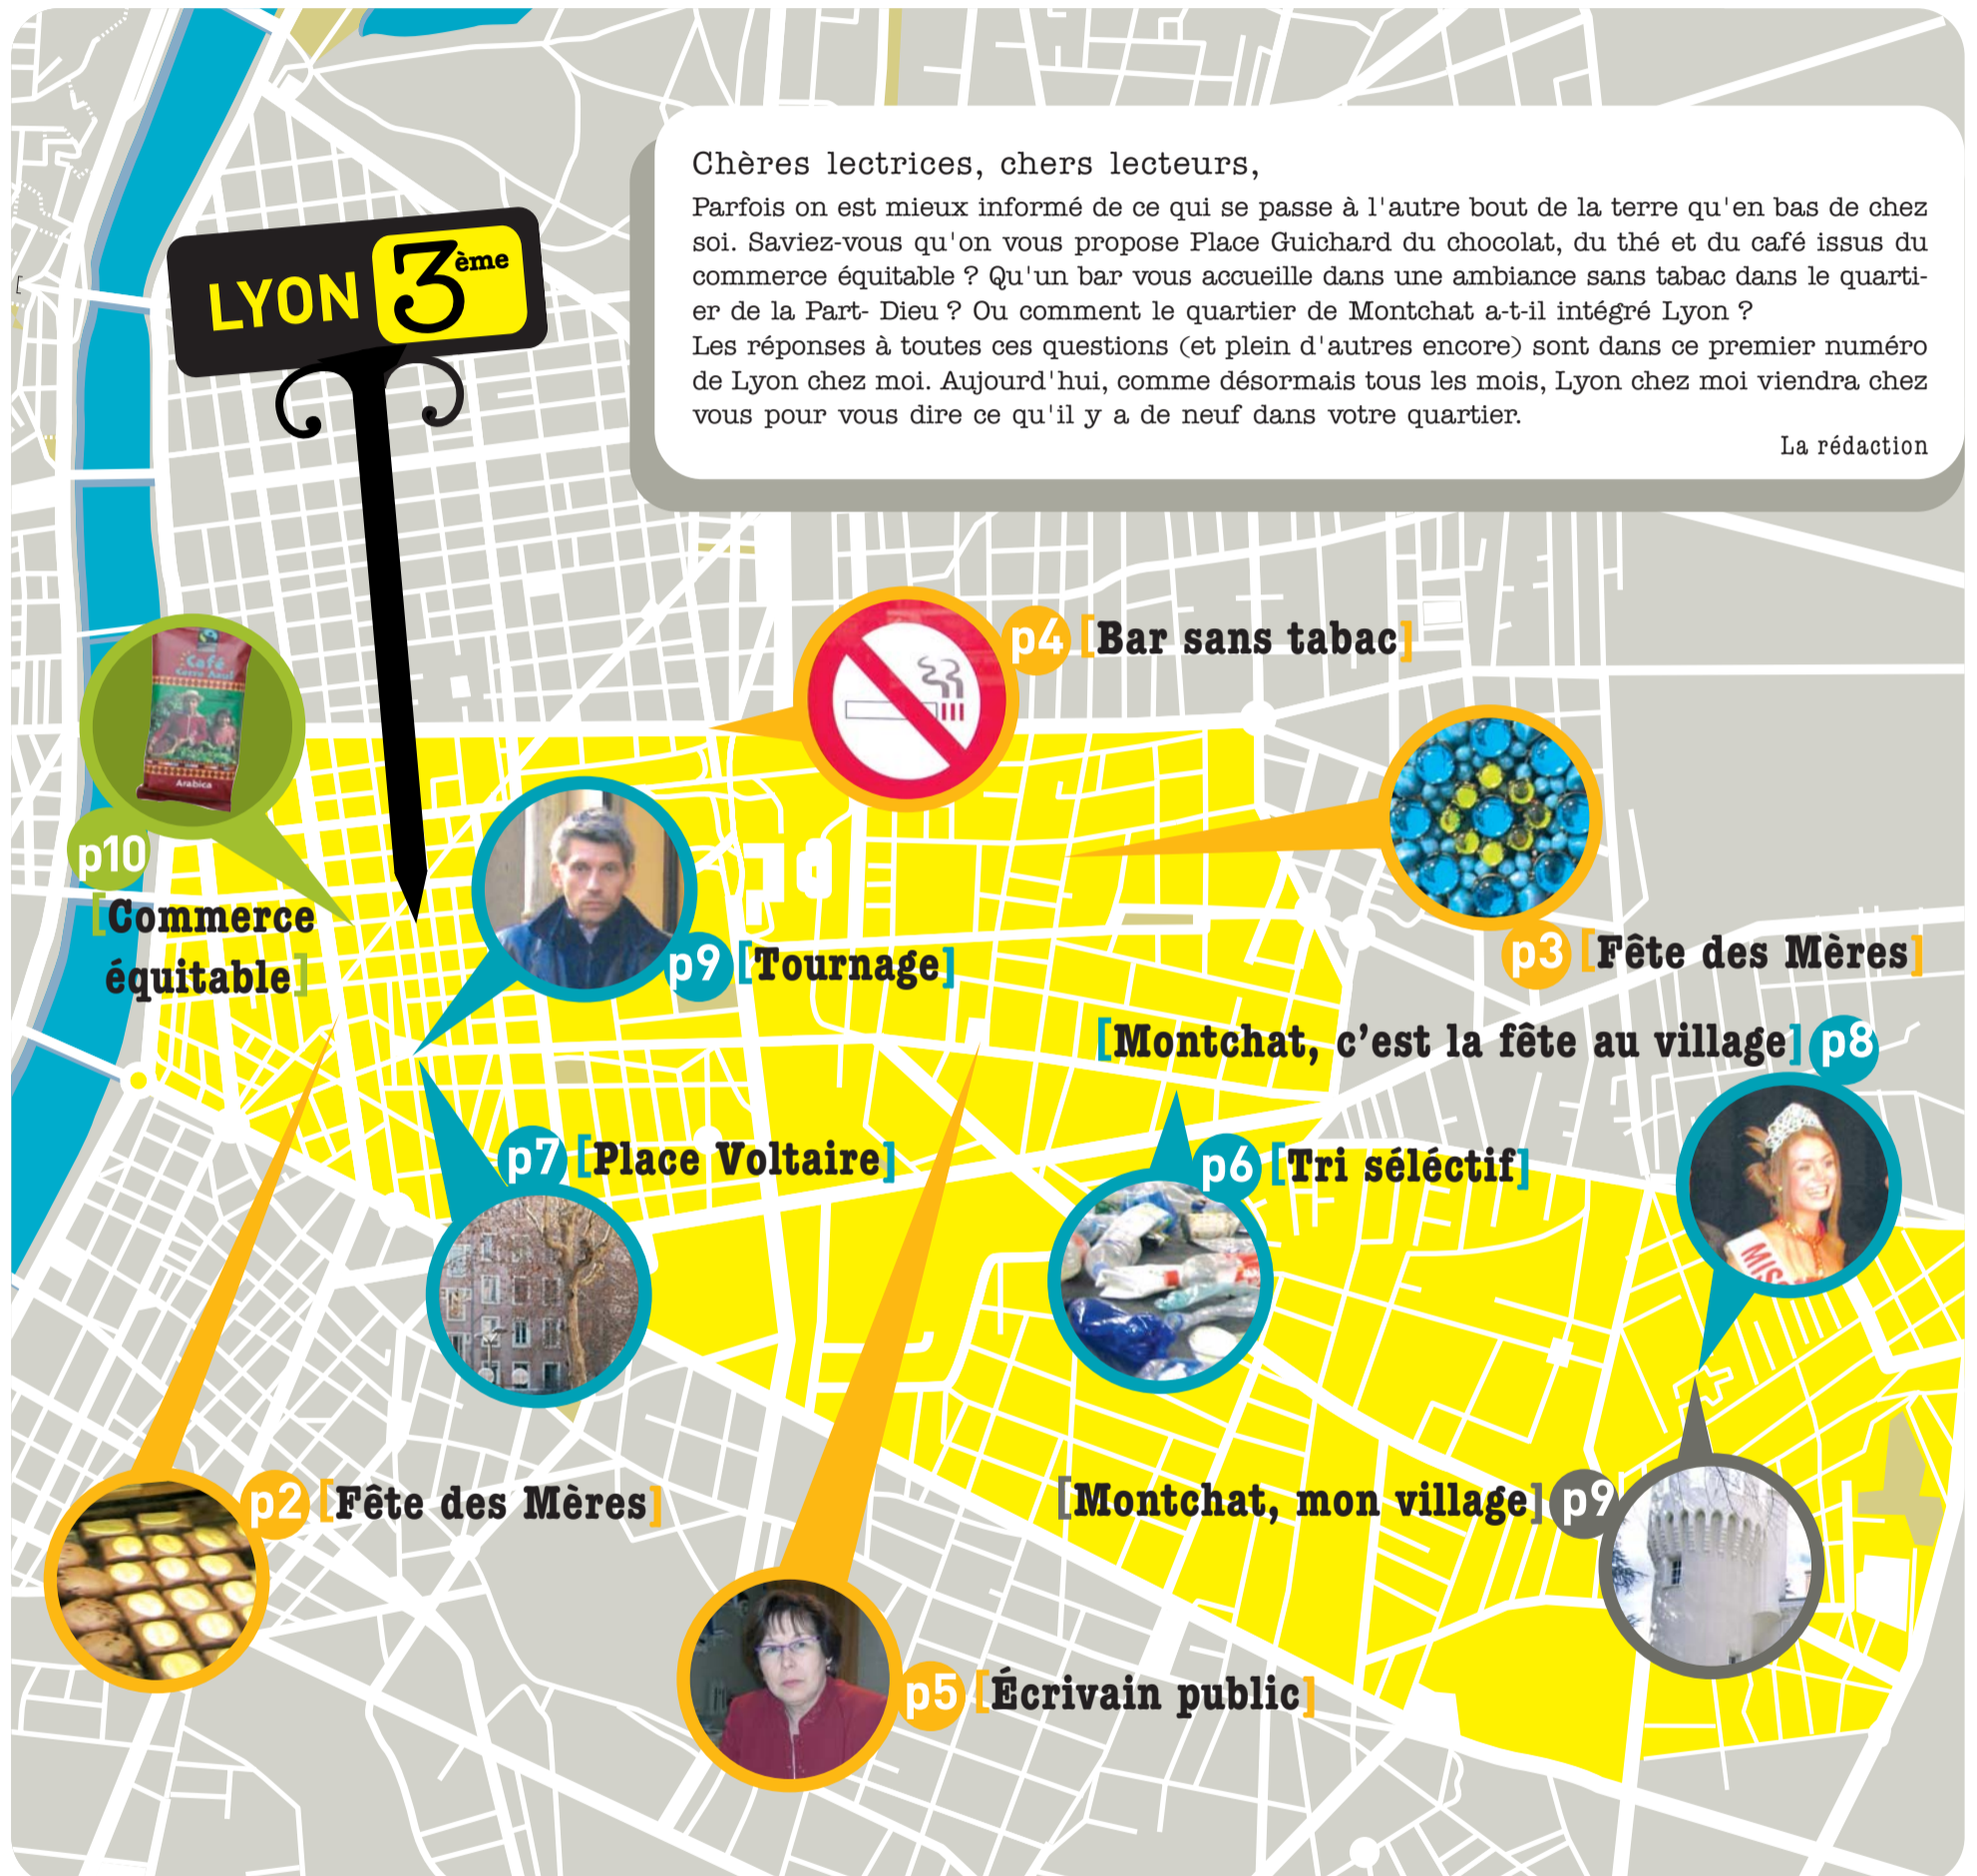 Chères lectrices, chers lecteurs,
Parfois on est mieux informé de ce qui se passe à l'autre bout de la terre qu'en bas de chez
soi. Saviez-vous qu'on vous propose Place Guichard du chocolat, du thé et du café issus du
commerce équitable ? Qu'un bar vous accueille dans une ambiance sans tabac dans le quarti-
er de la Part- Dieu ? Ou comment le quartier de Montchat a-t-il intégré Lyon ?
Les réponses à toutes ces questions (et plein d'autres encore) sont dans ce premier numéro
de Lyon chez moi. Aujourd'hui, comme désormais tous les mois, Lyon chez moi viendra chez
vous pour vous dire ce qu'il y a de neuf dans votre quartier.
La rédaction
LYON 3ème
[
p4 [Bar sans tabac]
Café
Terra Azul
Arabica
p10
[Commerce
équitable]
p9 [Tournage]
p3 [Fête des Mères]
[Montchat, c'est la fête au village] p8
MISS
p7 [Place Voltaire]
p6 [Tri séléctif]
p2 [Fête des Mères]
[Montchat, mon village] p9
p5 [Écrivain public]